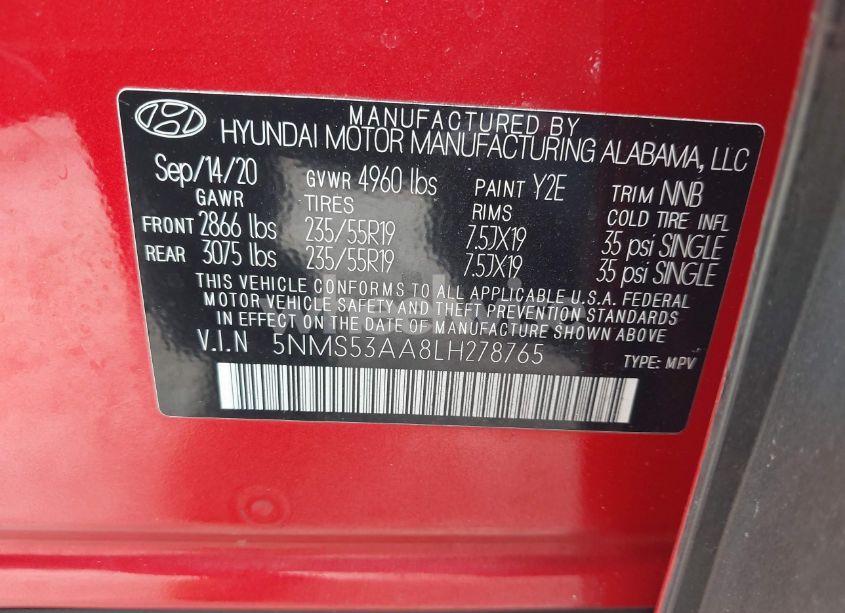 MANUFACTURED BY
HYUNDAI MOTOR MANUFACTURING ALABAMA, LLC
Sep/14/20 GVWR 4960 lbs PAINT Y2E TRIM NNB
GAWR TIRES RIMS COLD TIRE INFL
FRONT 2866 lbs 235/55R19 7.5JX19 35 psi SINGLE
REAR 3075 lbs 235/55R19 7.5JX19 35 psi SINGLE
THIS VEHICLE CONFORMS TO ALL APPLICABLE U.S.A. FEDERAL
MOTOR VEHICLE SAFETY AND THEFT PREVENTION STANDARDS
IN EFFECT ON THE DATE OF MANUFACTURE SHOWN ABOVE
V.I.N 5NMS53AA8LH278765 TYPE: MPV